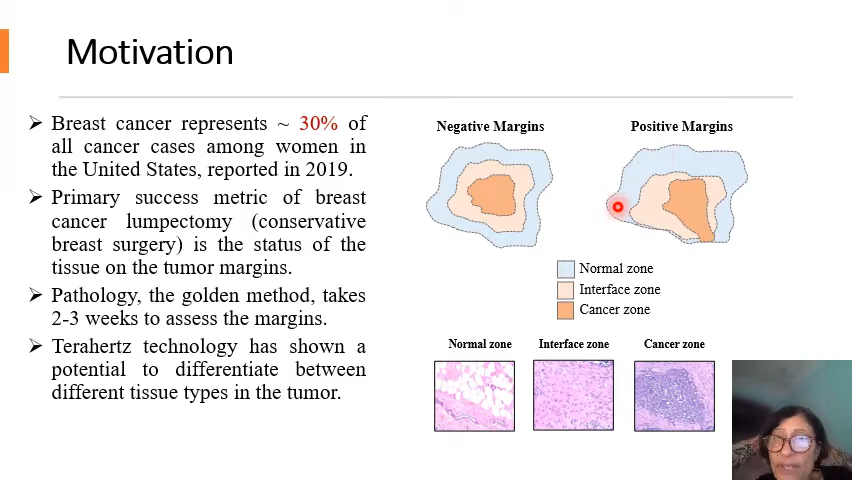 Motivation
➢ Breast cancer represents ~ 30% of
all cancer cases among women in
the United States, reported in 2019.
➢ Primary success metric of breast
cancer lumpectomy (conservative
breast surgery) is the status of the
tissue on the tumor margins.
➢ Pathology, the golden method, takes
2-3 weeks to assess the margins.
➢ Terahertz technology has shown a
potential to differentiate between
different tissue types in the tumor.
Negative Margins
Positive Margins
Normal zone
Interface zone
Cancer zone
Normal zone
Interface zone
Cancer zone